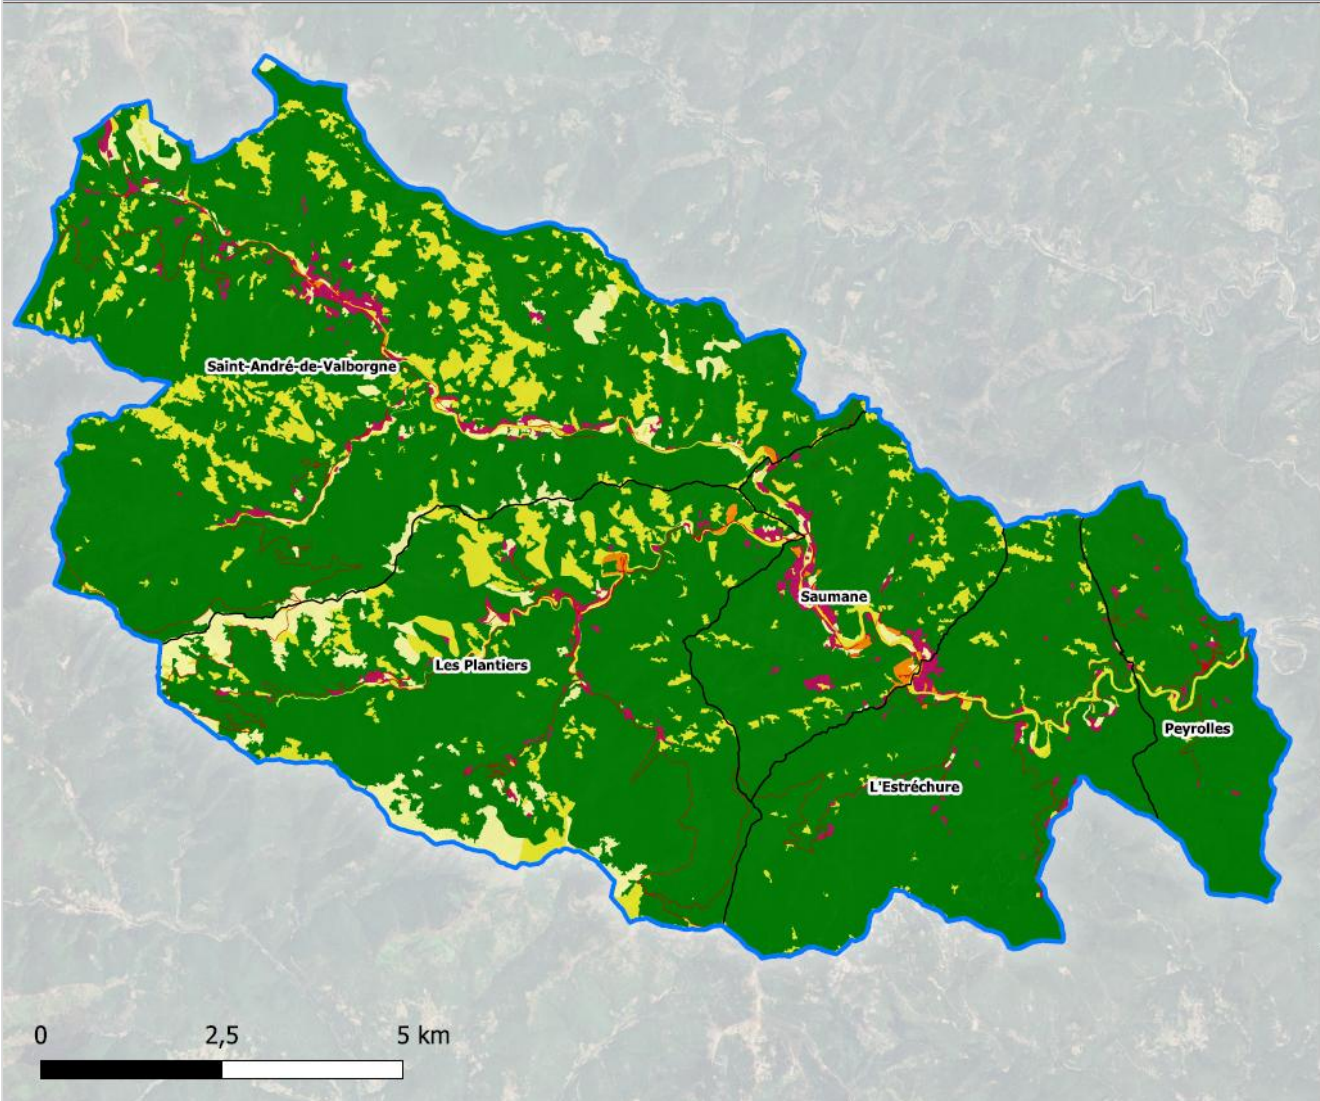 Saint-André-de-Valborgne
Saumane
Les Plantiers
Peyrolles
L'Estréchure
0 2,5 5 km